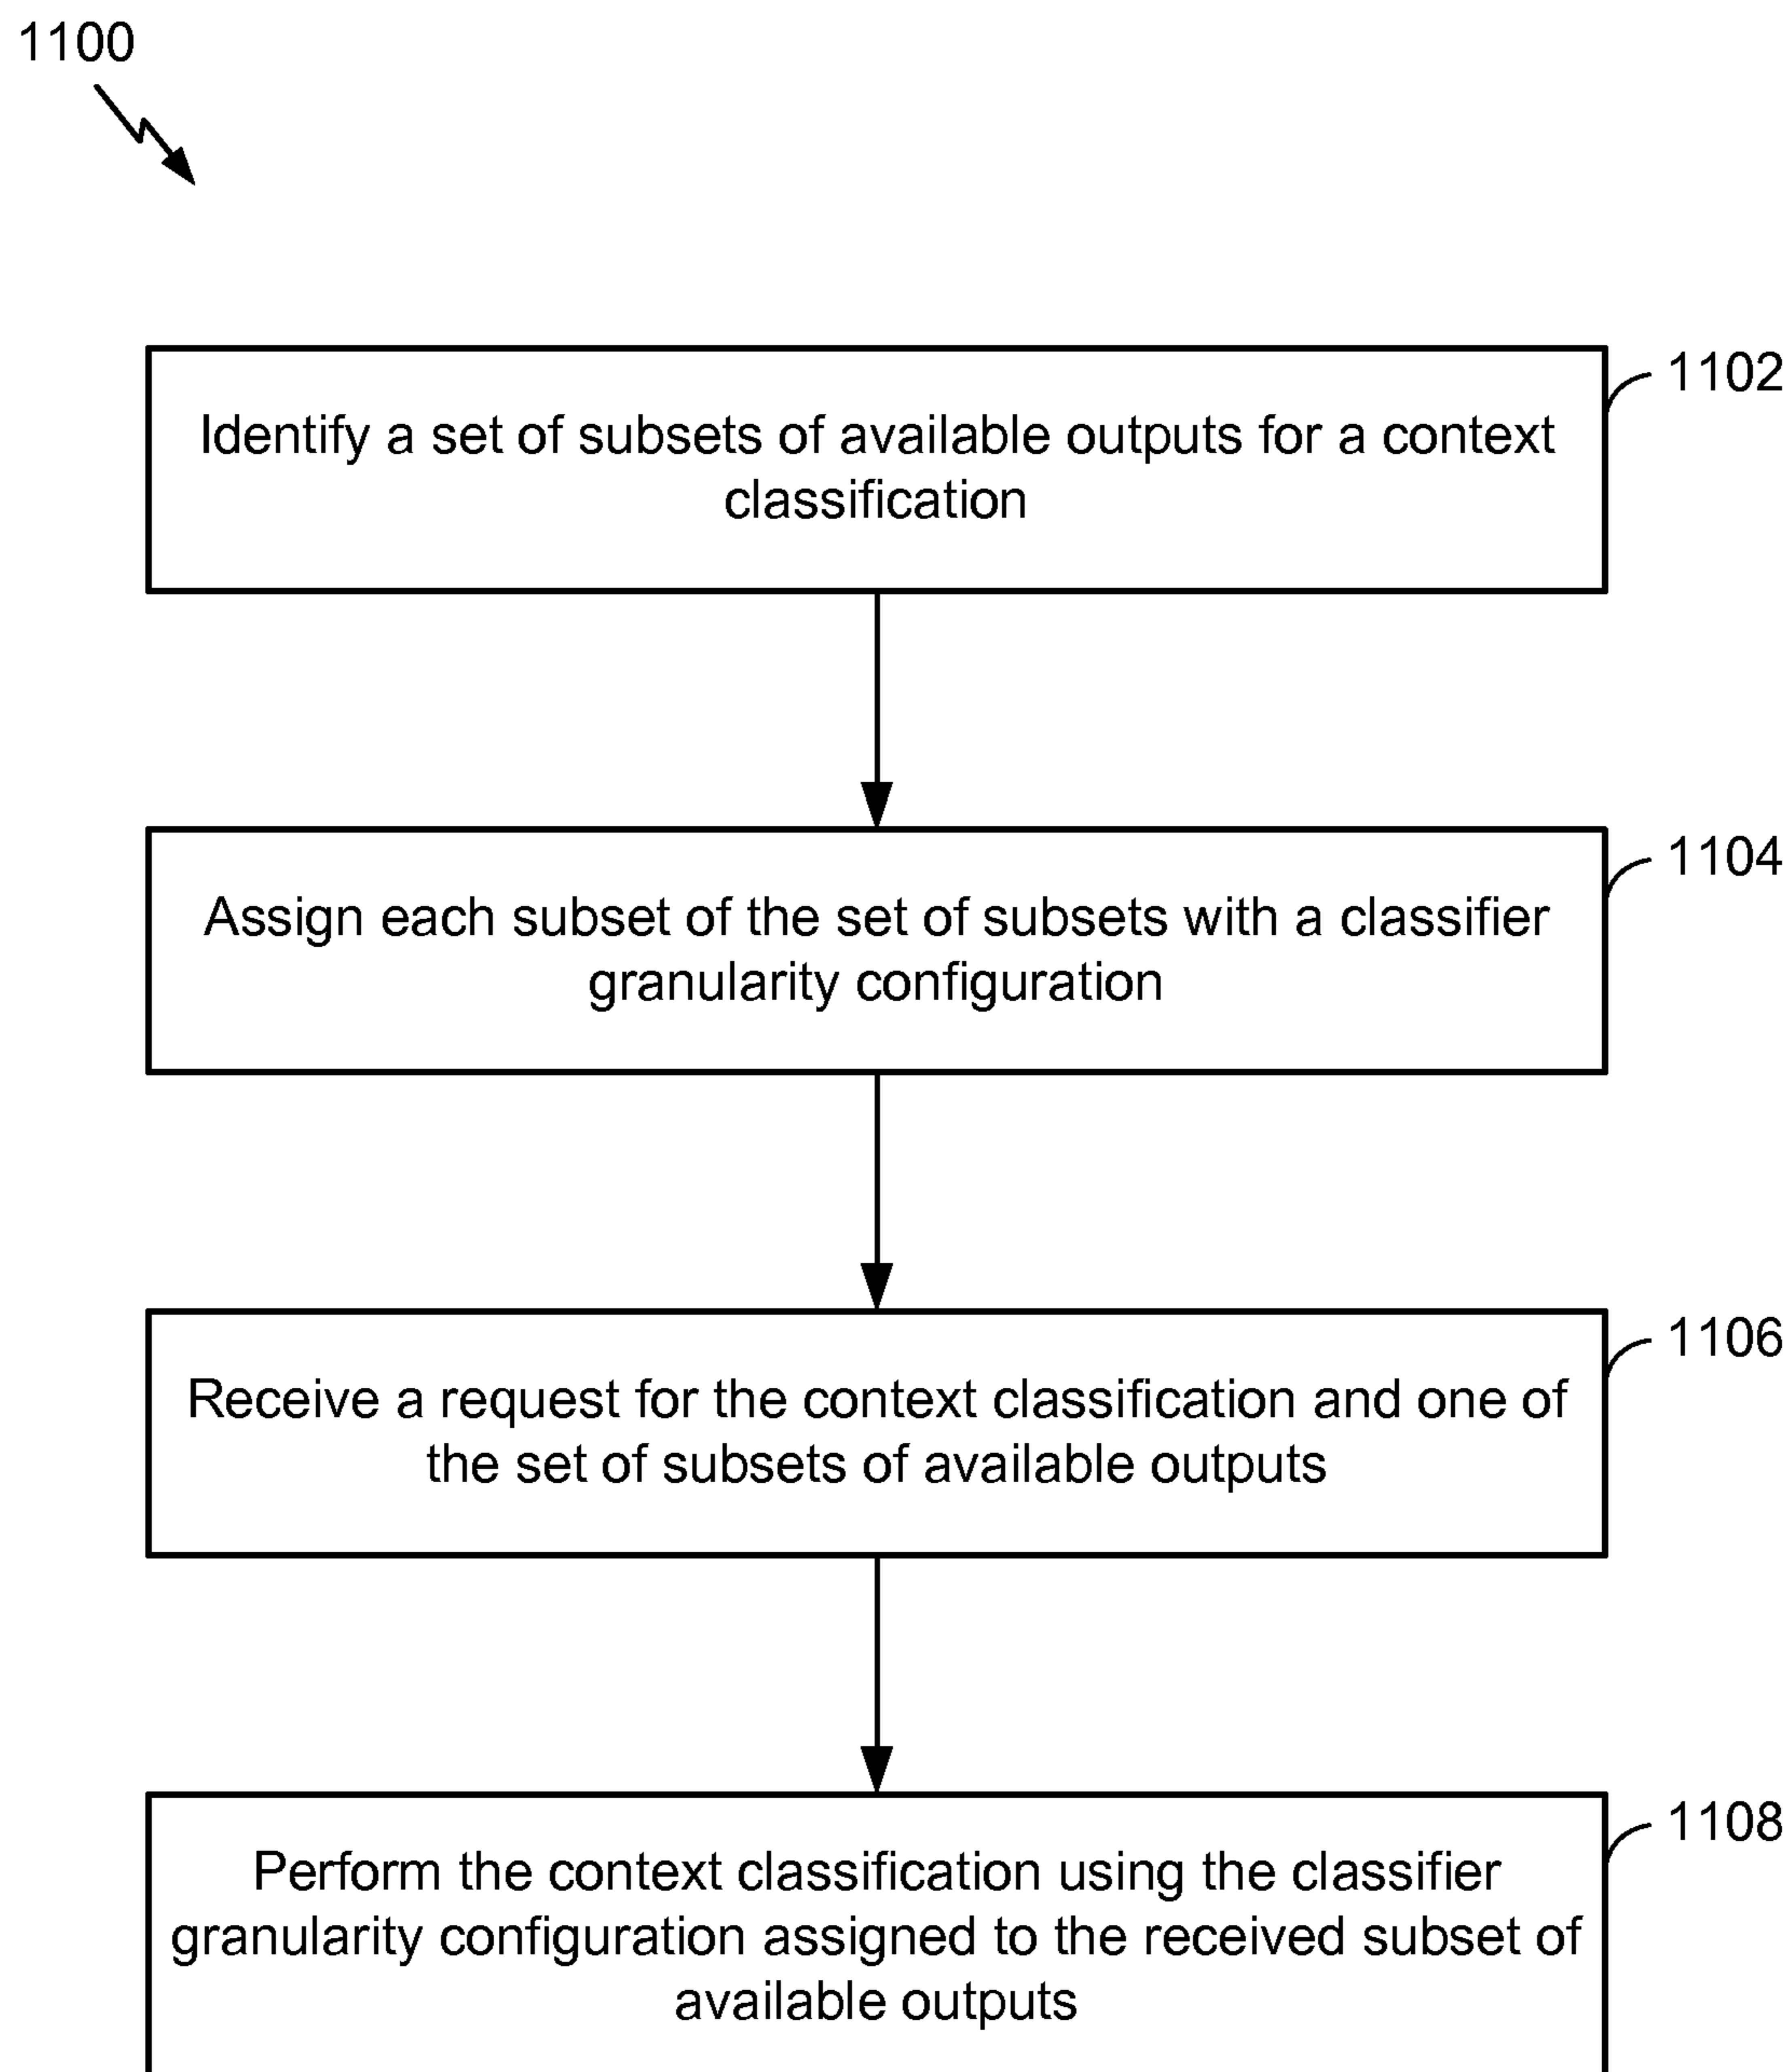 1100
1102
Identify a set of subsets of available outputs for a context
classification
1104
Assign each subset of the set of subsets with a classifier
granularity configuration
1106
Receive a request for the context classification and one of
the set of subsets of available outputs
1108
Perform the context classification using the classifier
granularity configuration assigned to the received subset of
available outputs